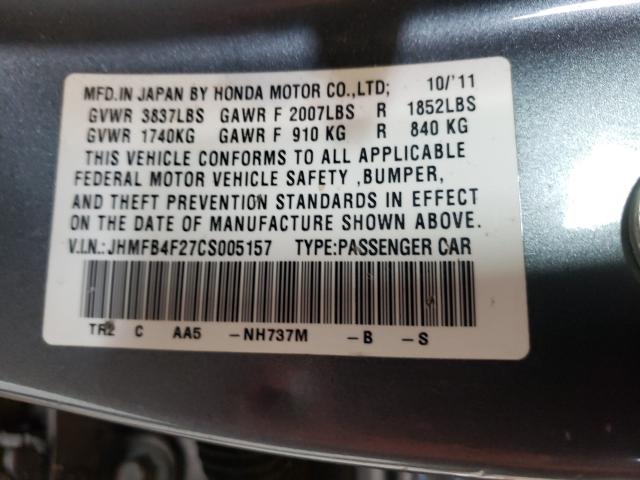 MFD.IN JAPAN BY HONDA MOTOR CO.,LTD; 10/'11
GVWR 3837LBS GAWR F 2007LBS R 1852LBS
GVWR 1740KG GAWR F 910 KG R 840 KG
THIS VEHICLE CONFORMS TO ALL APPLICABLE
FEDERAL MOTOR VEHICLE SAFETY ,BUMPER,
AND THEFT PREVENTION STANDARDS IN EFFECT
ON THE DATE OF MANUFACTURE SHOWN ABOVE.
V.I.N.:JHMFB4F27CS005157 TYPE:PASSENGER CAR
TR2 C AA5 -NH737M -B -S